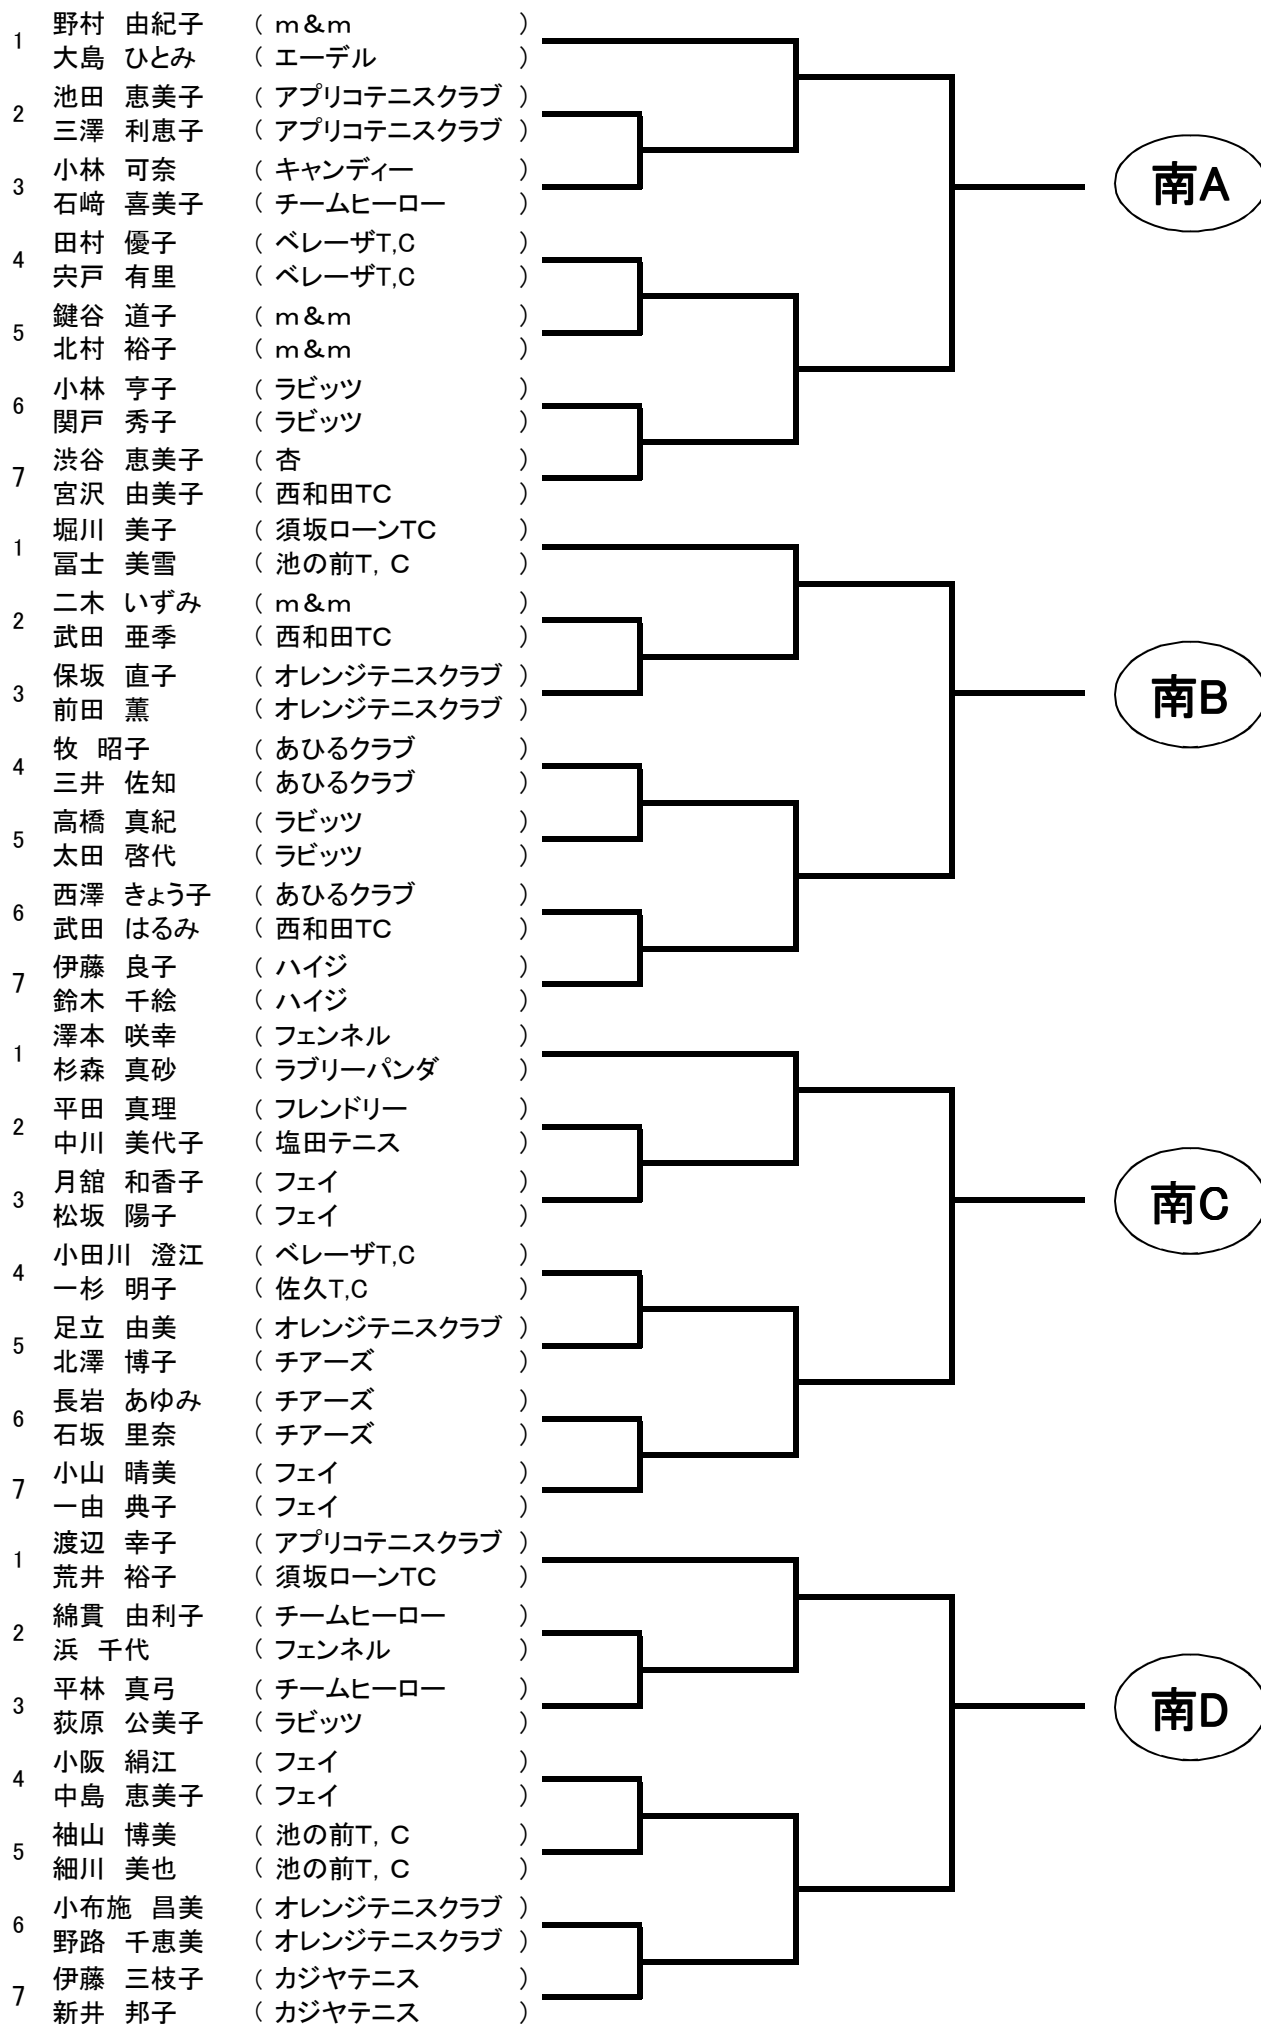 1 野村 由紀子 ( m&m )
大島 ひとみ ( エーデル )
2 池田 恵美子 ( アプリコテニスクラブ )
三澤 利恵子 ( アプリコテニスクラブ )
3 小林 可奈 ( キャンディー )
石﨑 喜美子 ( チームヒーロー )
南A
4 田村 優子 ( ベレーザT,C )
宍戸 有里 ( ベレーザT,C )
5 鍵谷 道子 ( m&m )
北村 裕子 ( m&m )
6 小林 亨子 ( ラビッツ )
関戸 秀子 ( ラビッツ )
7 渋谷 恵美子 ( 杏 )
宮沢 由美子 ( 西和田TC )
1 堀川 美子 ( 須坂ローンTC )
冨士 美雪 ( 池の前T, C )
2 二木 いずみ ( m&m )
武田 亜季 ( 西和田TC )
3 保坂 直子 ( オレンジテニスクラブ )
前田 薫 ( オレンジテニスクラブ )
南B
4 牧 昭子 ( あひるクラブ )
三井 佐知 ( あひるクラブ )
5 高橋 真紀 ( ラビッツ )
太田 啓代 ( ラビッツ )
6 西澤 きょう子 ( あひるクラブ )
武田 はるみ ( 西和田TC )
7 伊藤 良子 ( ハイジ )
鈴木 千絵 ( ハイジ )
1 澤本 咲幸 ( フェンネル )
杉森 真砂 ( ラブリーパンダ )
2 平田 真理 ( フレンドリー )
中川 美代子 ( 塩田テニス )
3 月舘 和香子 ( フェイ )
松坂 陽子 ( フェイ )
南C
4 小田川 澄江 ( ベレーザT,C )
一杉 明子 ( 佐久T,C )
5 足立 由美 ( オレンジテニスクラブ )
北澤 博子 ( チアーズ )
6 長岩 あゆみ ( チアーズ )
石坂 里奈 ( チアーズ )
7 小山 晴美 ( フェイ )
一由 典子 ( フェイ )
1 渡辺 幸子 ( アプリコテニスクラブ )
荒井 裕子 ( 須坂ローンTC )
2 綿貫 由利子 ( チームヒーロー )
浜 千代 ( フェンネル )
3 平林 真弓 ( チームヒーロー )
荻原 公美子 ( ラビッツ )
南D
4 小阪 絹江 ( フェイ )
中島 恵美子 ( フェイ )
5 袖山 博美 ( 池の前T, C )
細川 美也 ( 池の前T, C )
6 小布施 昌美 ( オレンジテニスクラブ )
野路 千恵美 ( オレンジテニスクラブ )
7 伊藤 三枝子 ( カジヤテニス )
新井 邦子 ( カジヤテニス )